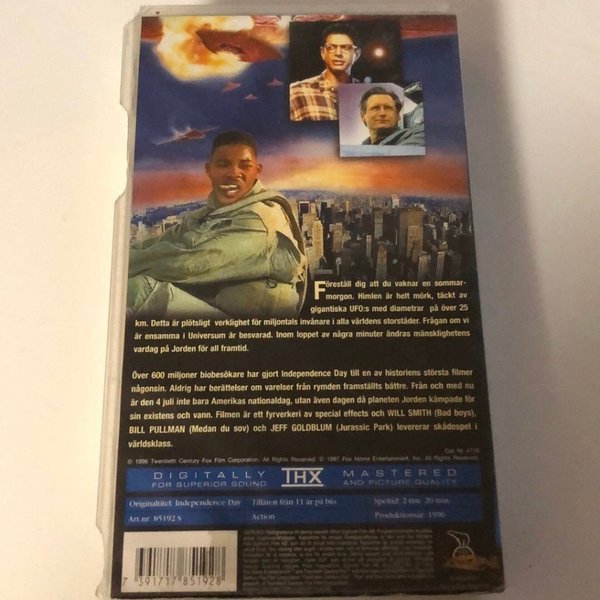 Föreställ dig att du vaknar en sommar-
morgon. Himlen är helt mörk, täckt av
gigantiska UFO:s med diametrar på över 25
km. Detta är plötsligt verklighet för miljontals invånare i alla världens storstäder. Frågan om vi
är ensamma i Universum är besvarad. Inom loppet av några minuter ändras mänsklighetens
vardag på Jorden för all framtid.
Över 600 miljoner biobesökare har gjort Independence Day till en av historiens största filmer
någonsin. Aldrig har berättelser om varelser från rymden framställts bättre. Från och med nu
är den 4 juli inte bara Amerikas nationaldag, utan även dagen då planeten Jorden kämpade för
sin existens och vann. Filmen är ett fyrverkeri av special effects och WILL SMITH (Bad boys),
BILL PULLMAN (Medan du sov) och JEFF GOLDBLUM (Jurassic Park) levererar skådespel i
världsklass.
© 1996 Twentieth Century Fox Film Corporation. All Rights Reserved. © 1997 Fox Home Entertainment, Inc. All Rights Reserved.
DIGITALLY THX MASTERED
FOR SUPERIOR SOUND AND PICTURE QUALITY
Originaltitel: Independence Day Tillåten från 11 år på bio Speltid: 2 tim. 20 min.
Art.nr: 85192 S Action Produktionsår: 1996
7 391717 851928